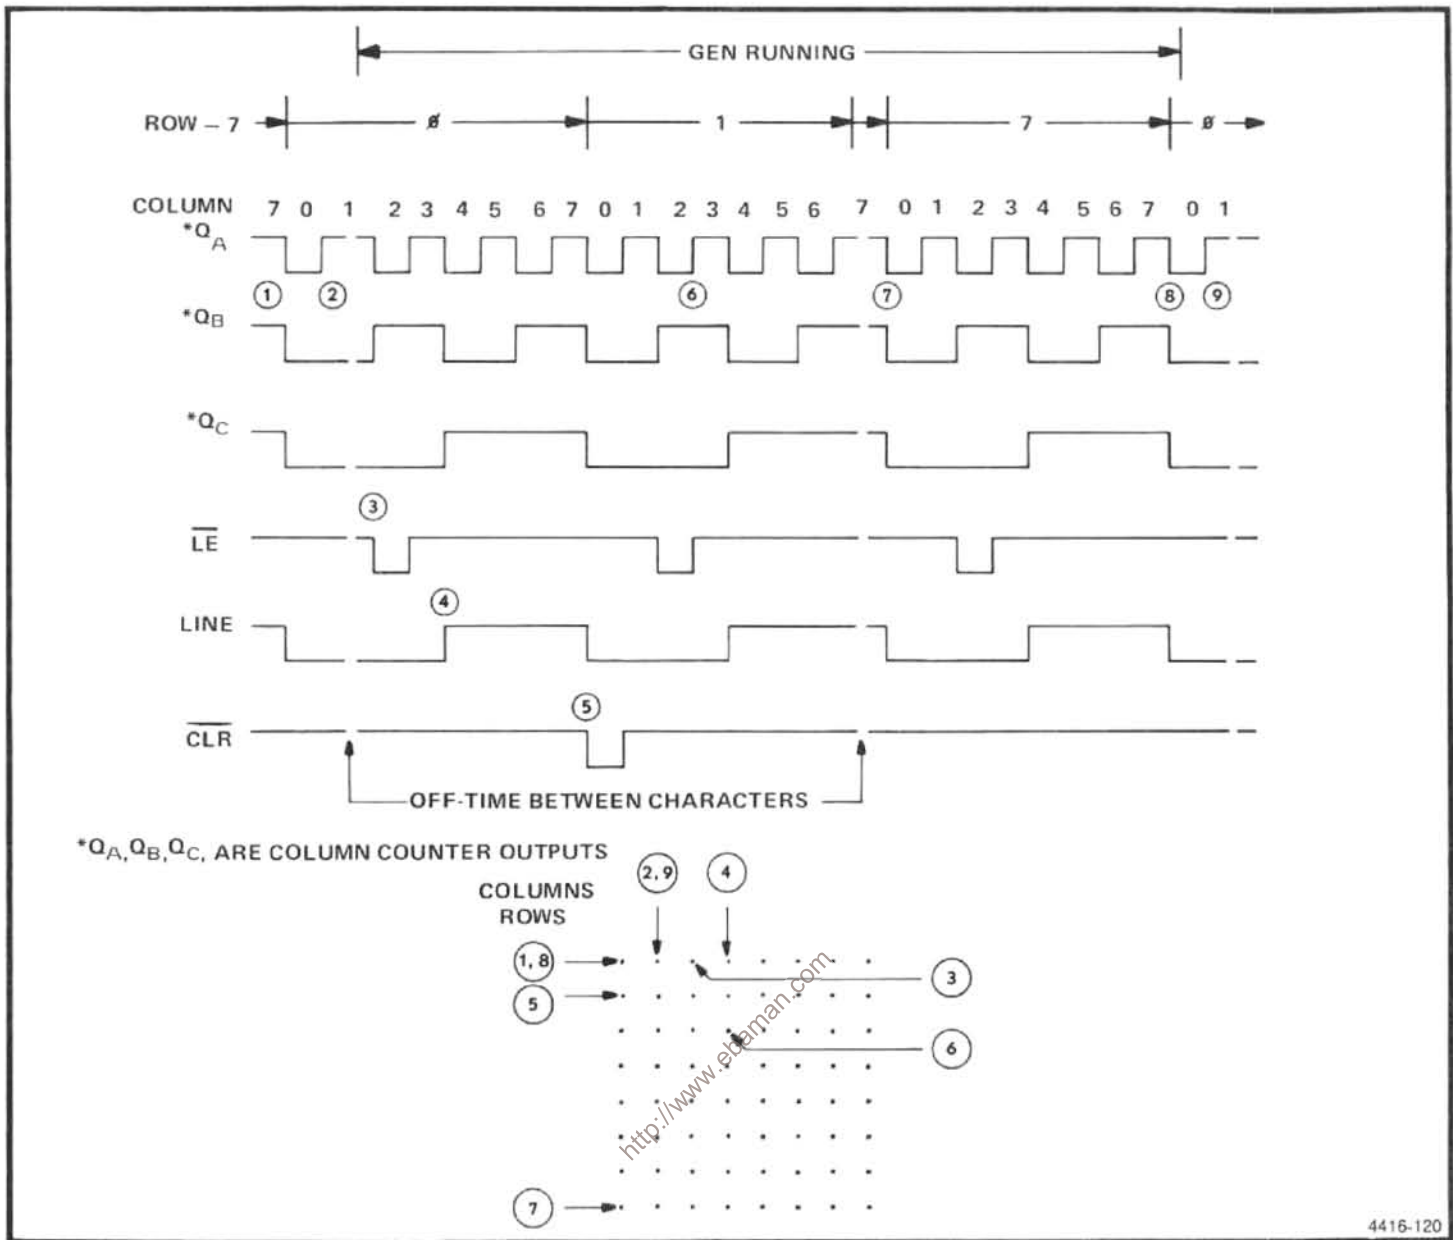 GEN RUNNING
ROW – 7 ø 1 7 ø
COLUMN 7 0 1 2 3 4 5 6 7 0 1 2 3 4 5 6 7 0 1 2 3 4 5 6 7 0 1
*QA
1 2 6 7 8 9
*QB
*QC
3
LE
4
LINE
5
CLR
OFF-TIME BETWEEN CHARACTERS
*QA,QB,QC, ARE COLUMN COUNTER OUTPUTS
2, 9 4
COLUMNS
ROWS
1, 8
3
5
6
7
http://www.ebaman.com
4416-120